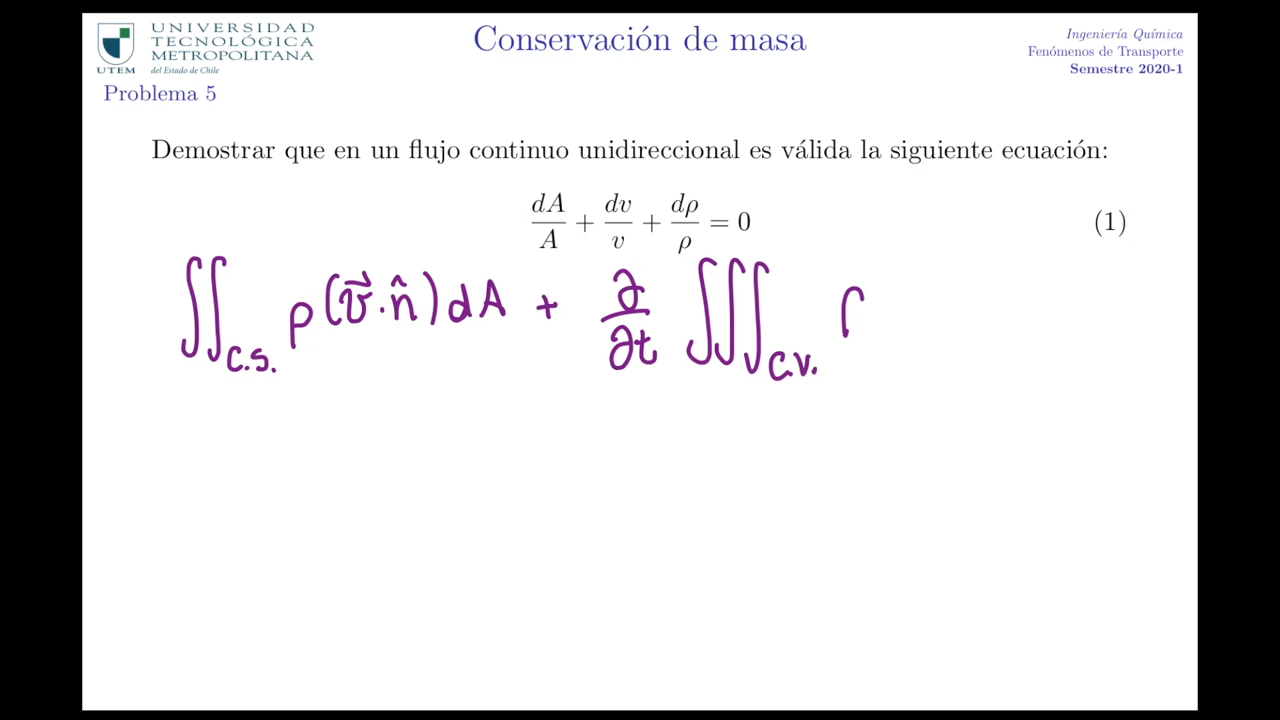 UNIVERSIDAD
TECNOLÓGICA
METROPOLITANA
del Estado de Chile
UTEM
Conservación de masa
Ingeniería Química
Fenómenos de Transporte
Semestre 2020-1
Problema 5
Demostrar que en un flujo continuo unidireccional es válida la siguiente ecuación:
dA/A + dv/v + dρ/ρ = 0 (1)
∬_C.S. ρ(v⃗·n̂)dA + ∂/∂t ∭_C.V.